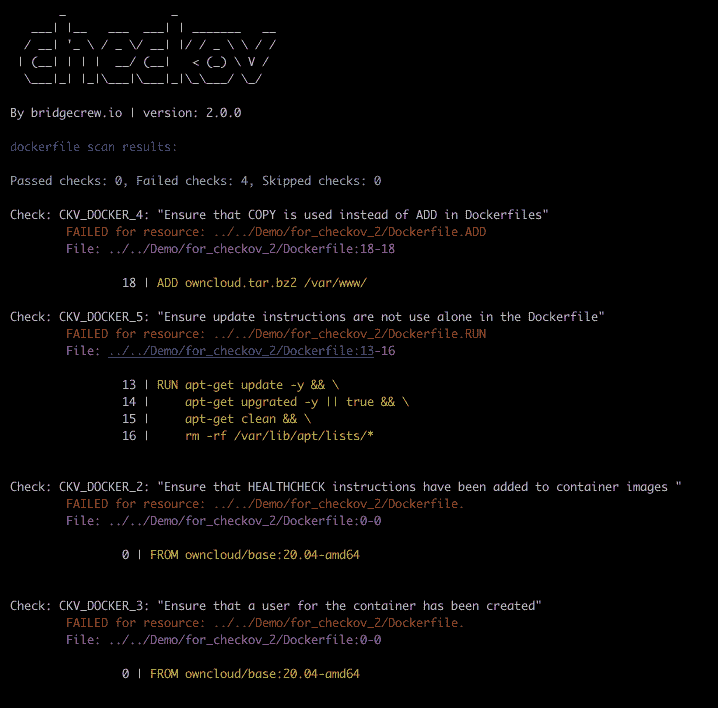 _               _
   ___| |__   ___  ___| | _______   __
  / __| '_ \ / _ \/ __| |/ / _ \ \ / /
 | (__| | | |  __/ (__|   < (_) \ V /
  \___|_| |_|\___|\___|_|\_\___/ \_/
By bridgecrew.io | version: 2.0.0
dockerfile scan results:
Passed checks: 0, Failed checks: 4, Skipped checks: 0
Check: CKV_DOCKER_4: "Ensure that COPY is used instead of ADD in Dockerfiles"
FAILED for resource: ../../Demo/for_checkov_2/Dockerfile.ADD
File: ../../Demo/for_checkov_2/Dockerfile:18-18
18 | ADD owncloud.tar.bz2 /var/www/
Check: CKV_DOCKER_5: "Ensure update instructions are not use alone in the Dockerfile"
FAILED for resource: ../../Demo/for_checkov_2/Dockerfile.RUN
File: ../../Demo/for_checkov_2/Dockerfile:13-16
13 | RUN apt-get update -y && \
14 |     apt-get upgrated -y || true && \
15 |     apt-get clean && \
16 |     rm -rf /var/lib/apt/lists/*
Check: CKV_DOCKER_2: "Ensure that HEALTHCHECK instructions have been added to container images "
FAILED for resource: ../../Demo/for_checkov_2/Dockerfile.
File: ../../Demo/for_checkov_2/Dockerfile:0-0
0 | FROM owncloud/base:20.04-amd64
Check: CKV_DOCKER_3: "Ensure that a user for the container has been created"
FAILED for resource: ../../Demo/for_checkov_2/Dockerfile.
File: ../../Demo/for_checkov_2/Dockerfile:0-0
0 | FROM owncloud/base:20.04-amd64